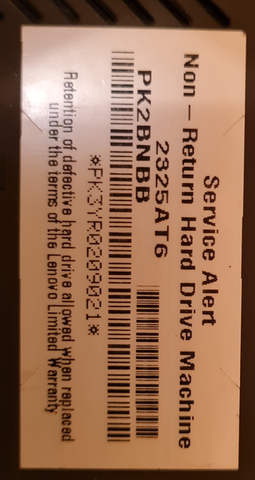 Service Alert
Non - Return Hard Drive Machine
2325AT6
PK2BNBB
*PK3YR0209021*
Retention of defective hard drive allowed when replaced
under the terms of the Lenovo Limited Warranty